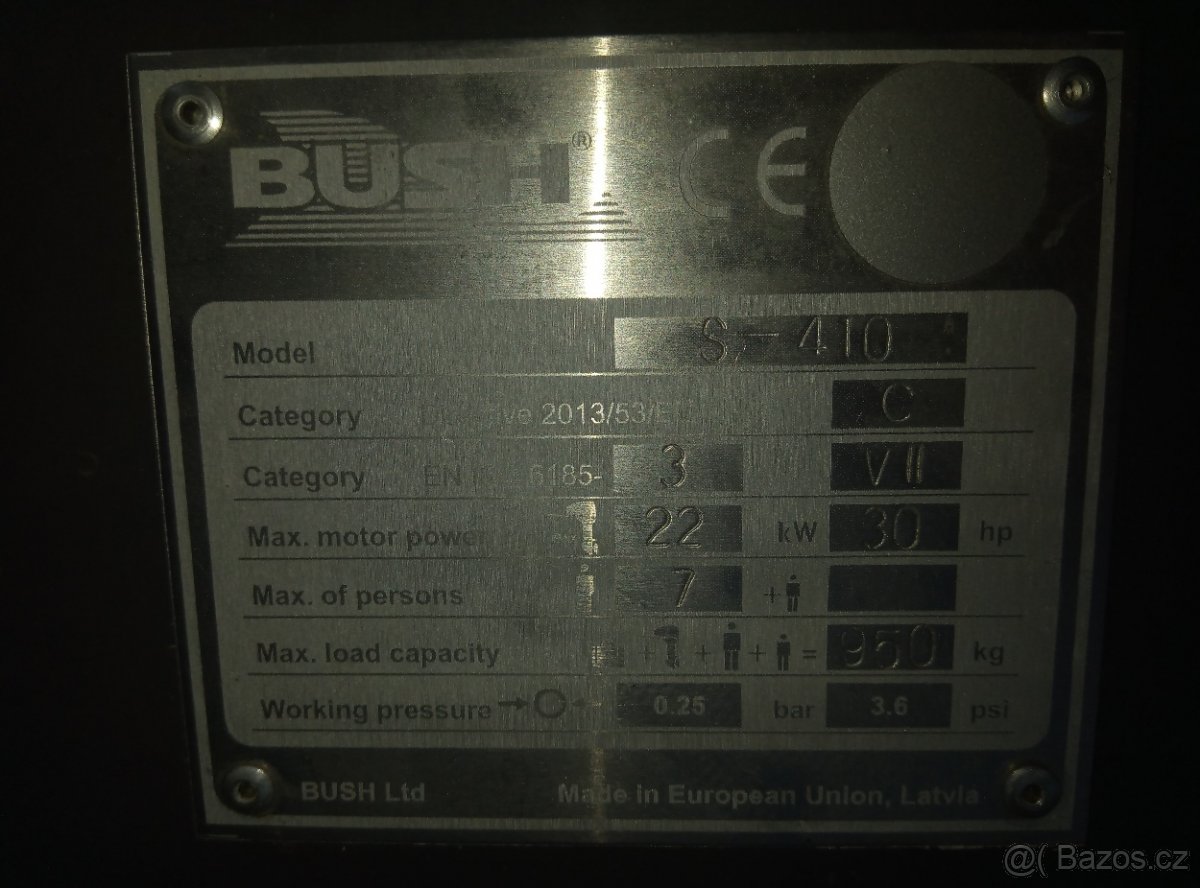 BUSH® CE
Model S-410
Category 2013/53/
Category EN 6185- 3 VII
C
Max. motor power 22 kW 30 hp
Max. of persons 7 +
Max. load capacity + + + = 950 kg
Working pressure 0.25 bar 3.6 psi
BUSH Ltd Made in European Union, Latvia
@( Bazos.cz